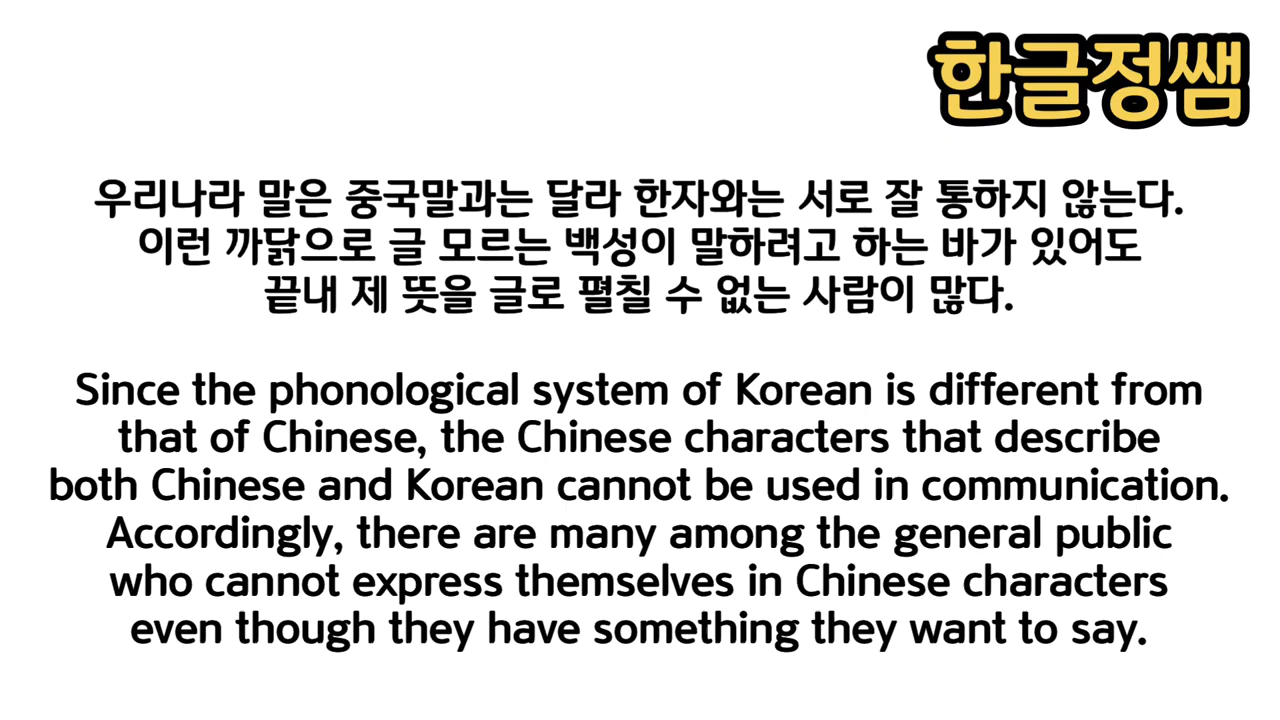 한글정쌤
우리나라 말은 중국말과는 달라 한자와는 서로 잘 통하지 않는다.
이런 까닭으로 글 모르는 백성이 말하려고 하는 바가 있어도
끝내 제 뜻을 글로 펼칠 수 없는 사람이 많다.
Since the phonological system of Korean is different from
that of Chinese, the Chinese characters that describe
both Chinese and Korean cannot be used in communication.
Accordingly, there are many among the general public
who cannot express themselves in Chinese characters
even though they have something they want to say.